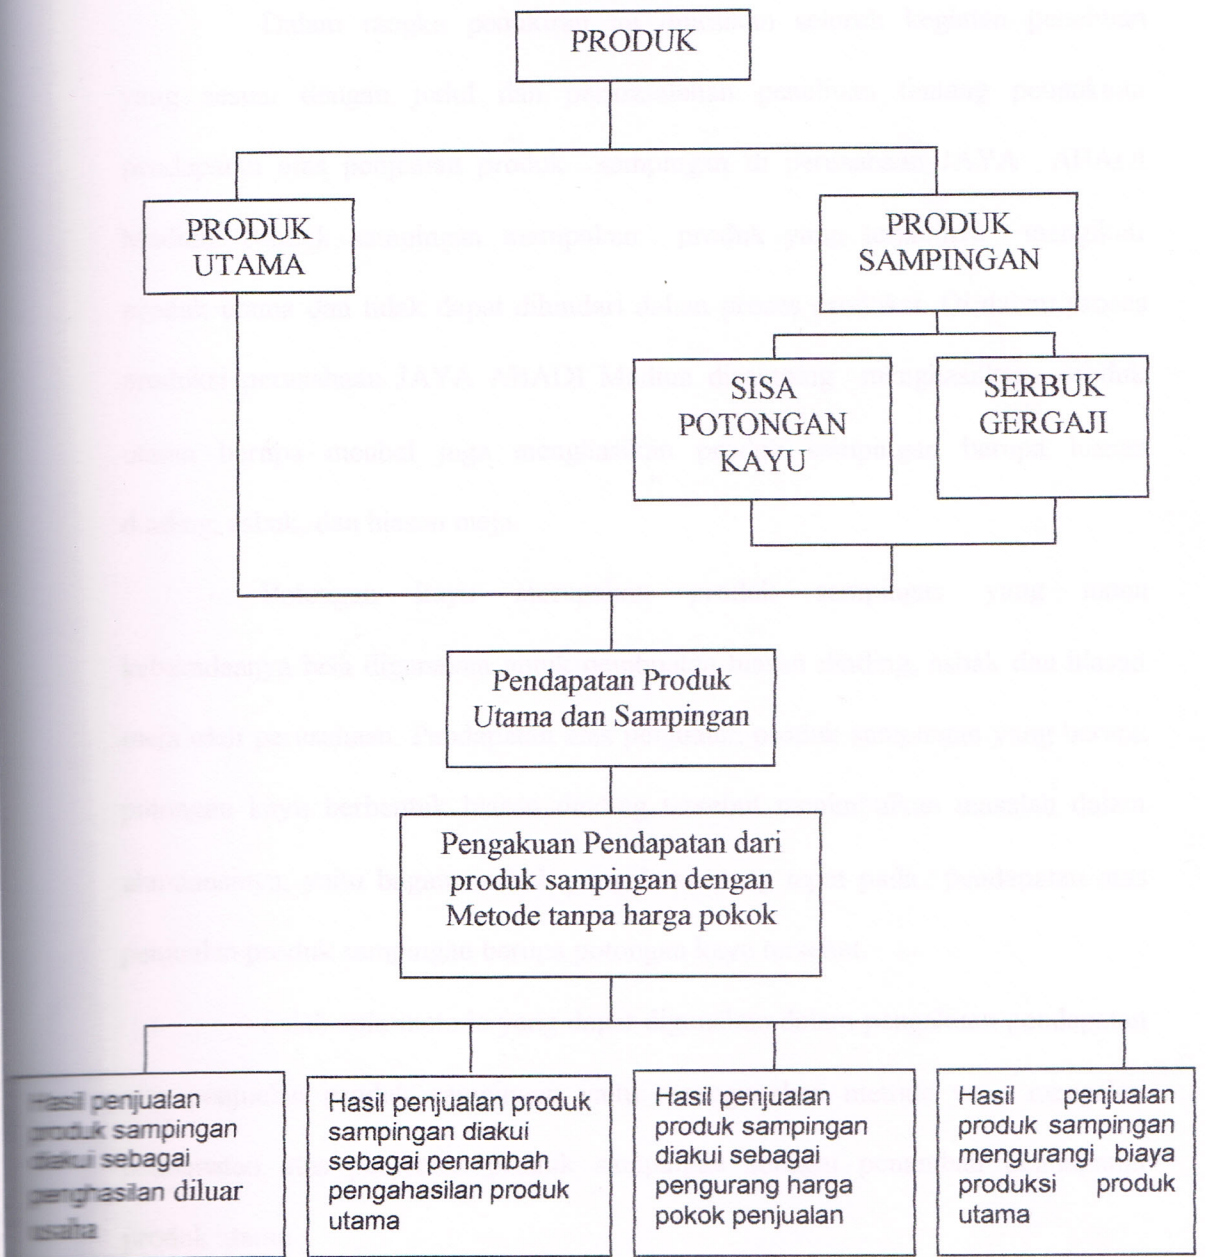 PRODUK
PRODUK
UTAMA
PRODUK
SAMPINGAN
SISA
POTONGAN
KAYU
SERBUK
GERGAJI
Pendapatan Produk
Utama dan Sampingan
Pengakuan Pendapatan dari
produk sampingan dengan
Metode tanpa harga pokok
Hasil penjualan
produk sampingan
diakui sebagai
penghasilan diluar
usaha
Hasil penjualan produk
sampingan diakui
sebagai penambah
pengahasilan produk
utama
Hasil penjualan
produk sampingan
diakui sebagai
pengurang harga
pokok penjualan
Hasil penjualan
produk sampingan
mengurangi biaya
produksi produk
utama